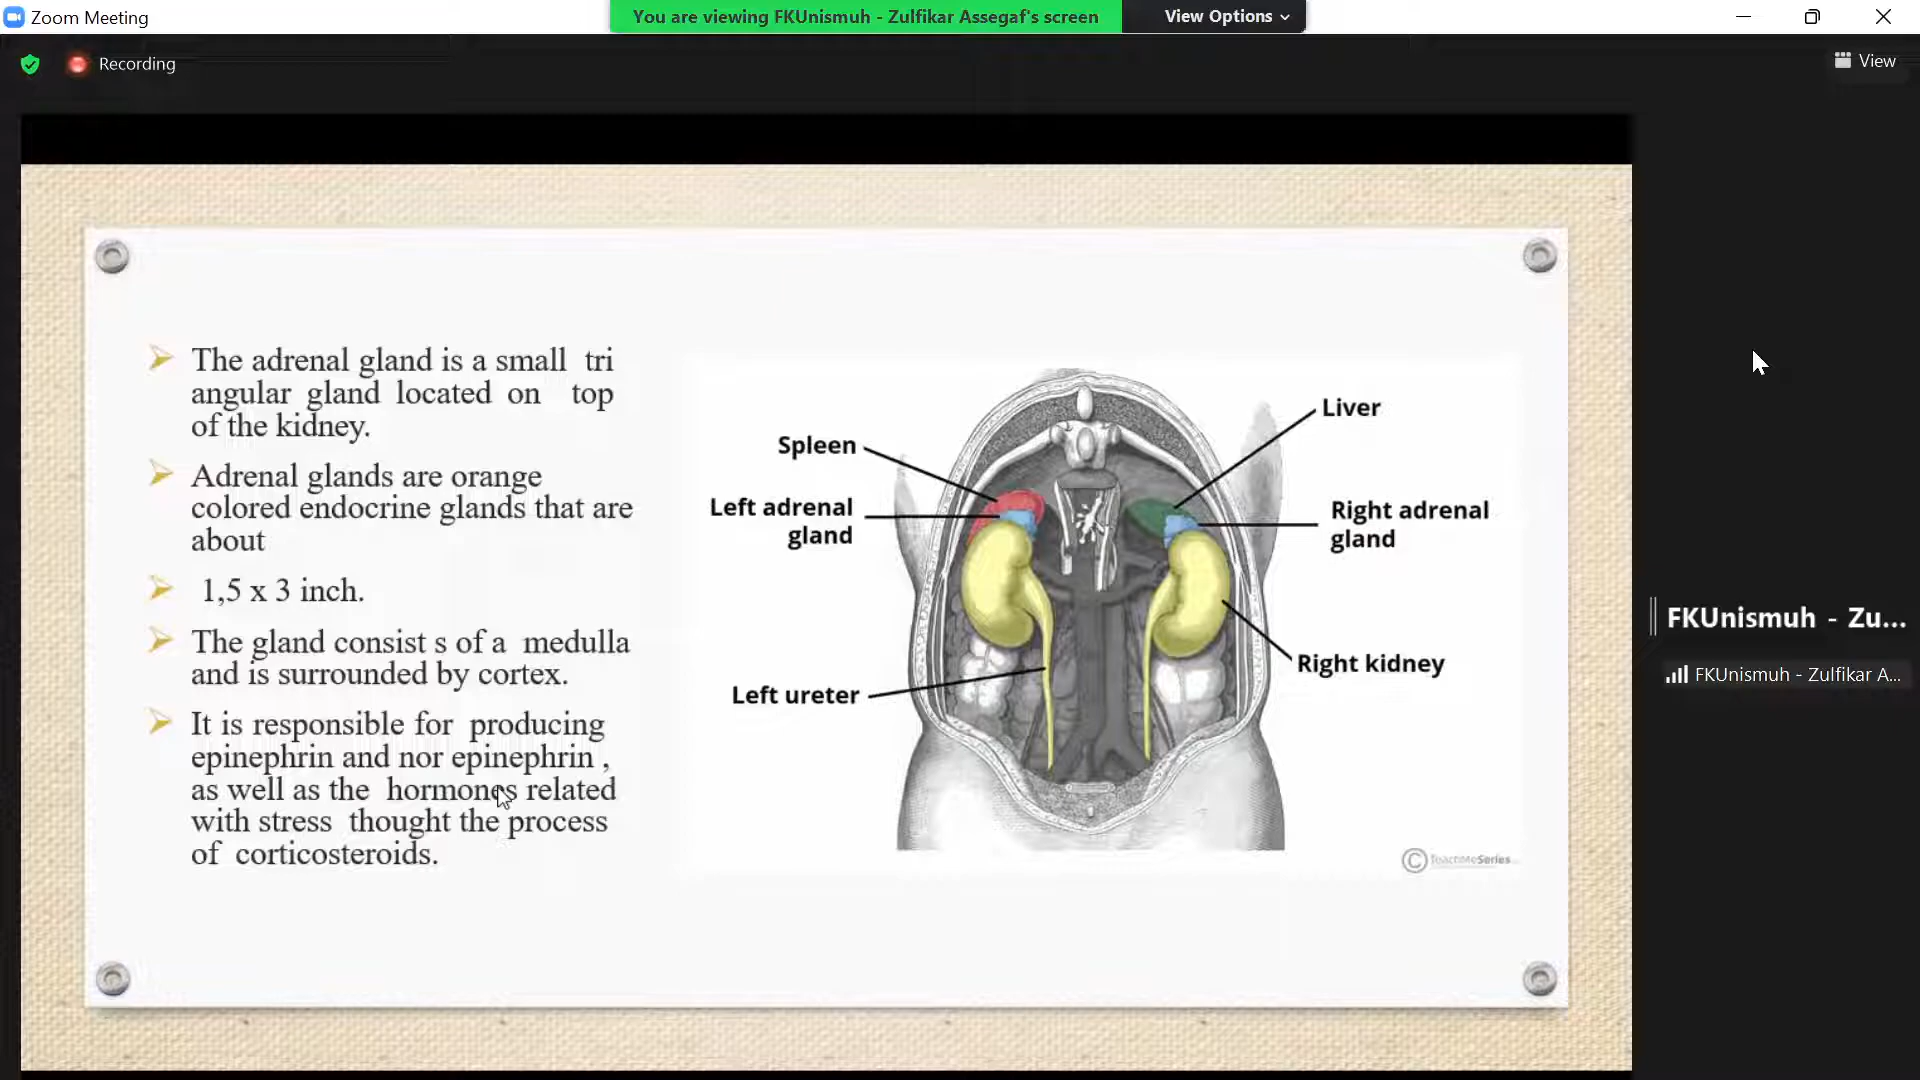 Zoom Meeting
You are viewing FKUnismuh - Zulfikar Assegaf's screen
View Options
Recording
View
The adrenal gland is a small tri
angular gland located on top
of the kidney.
Adrenal glands are orange
colored endocrine glands that are
about
1,5 x 3 inch.
The gland consist s of a medulla
and is surrounded by cortex.
It is responsible for producing
epinephrin and nor epinephrin ,
as well as the hormones related
with stress thought the process
of corticosteroids.
Spleen
Left adrenal
gland
Left ureter
Liver
Right adrenal
gland
Right kidney
© TeachMeSeries
FKUnismuh - Zu...
FKUnismuh - Zulfikar A...